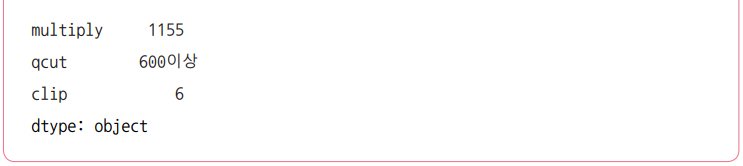 multiply 1155
qcut 600이상
clip 6
dtype: object